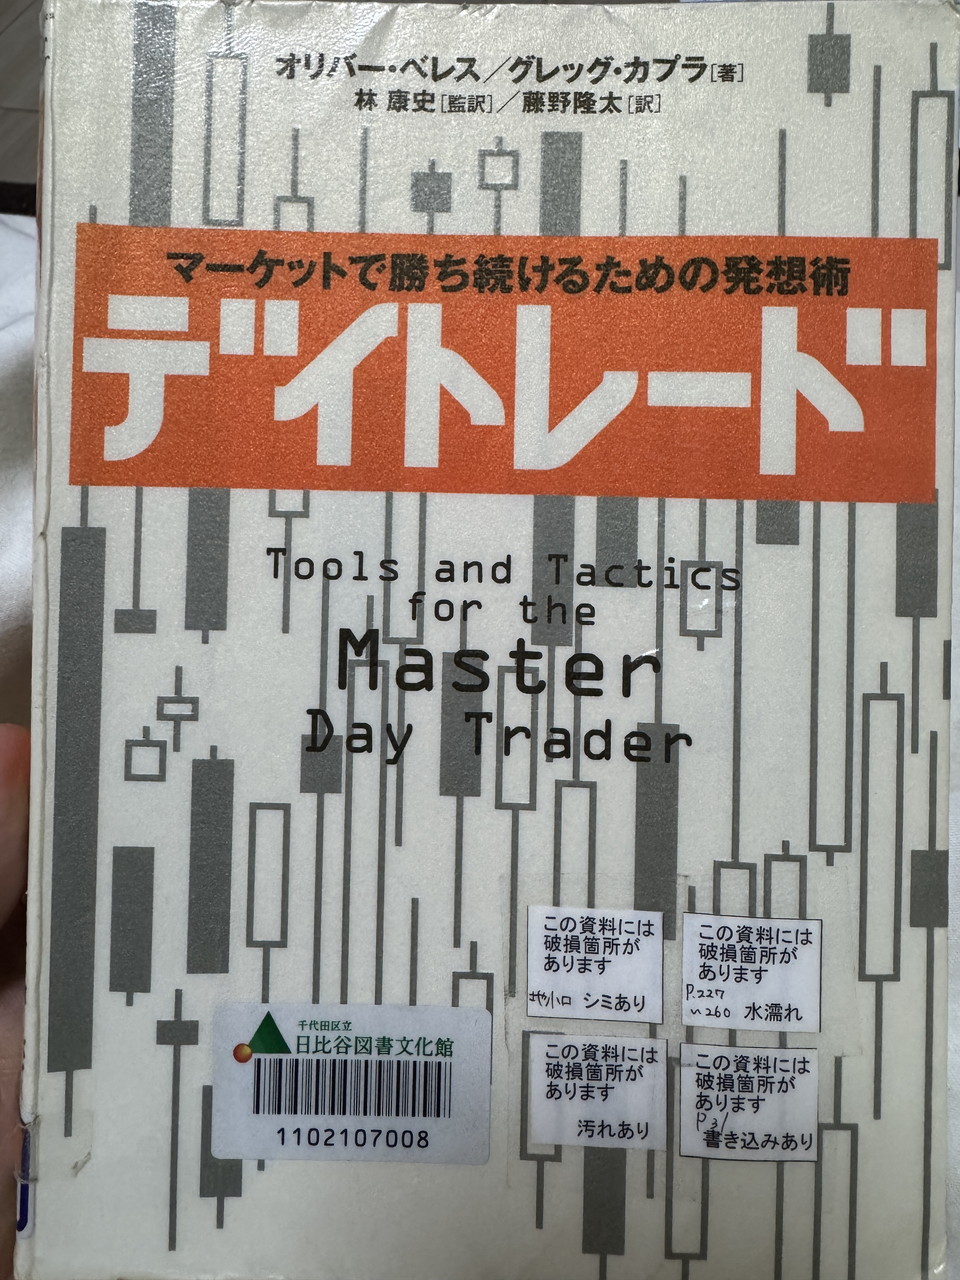 オリバー・ベレス／グレッグ・カプラ[著]
林 康史[監訳]／藤野隆太[訳]
マーケットで勝ち続けるための発想術
デイトレード
Tools and Tactics
for the
Master
Day Trader
この資料には
破損箇所が
あります
地小口 シミあり
この資料には
破損箇所が
あります
P.227
〜260 水濡れ
千代田区立
日比谷図書文化館
1102107008
この資料には
破損箇所が
あります
汚れあり
この資料には
破損箇所が
あります
P31
書き込みあり